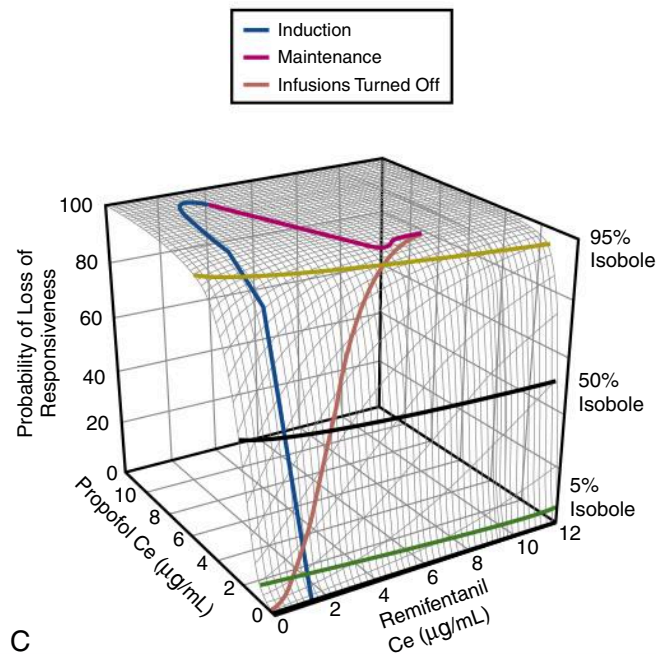 Induction
Maintenance
Infusions Turned Off
Probability of Loss of
Responsiveness
100
80
60
40
20
0
95%
Isobole
50%
Isobole
5%
Isobole
Propofol Ce (μg/mL)
10
8
6
4
2
0
0
2
4
6
8
10
12
Remifentanil
Ce (μg/mL)
C